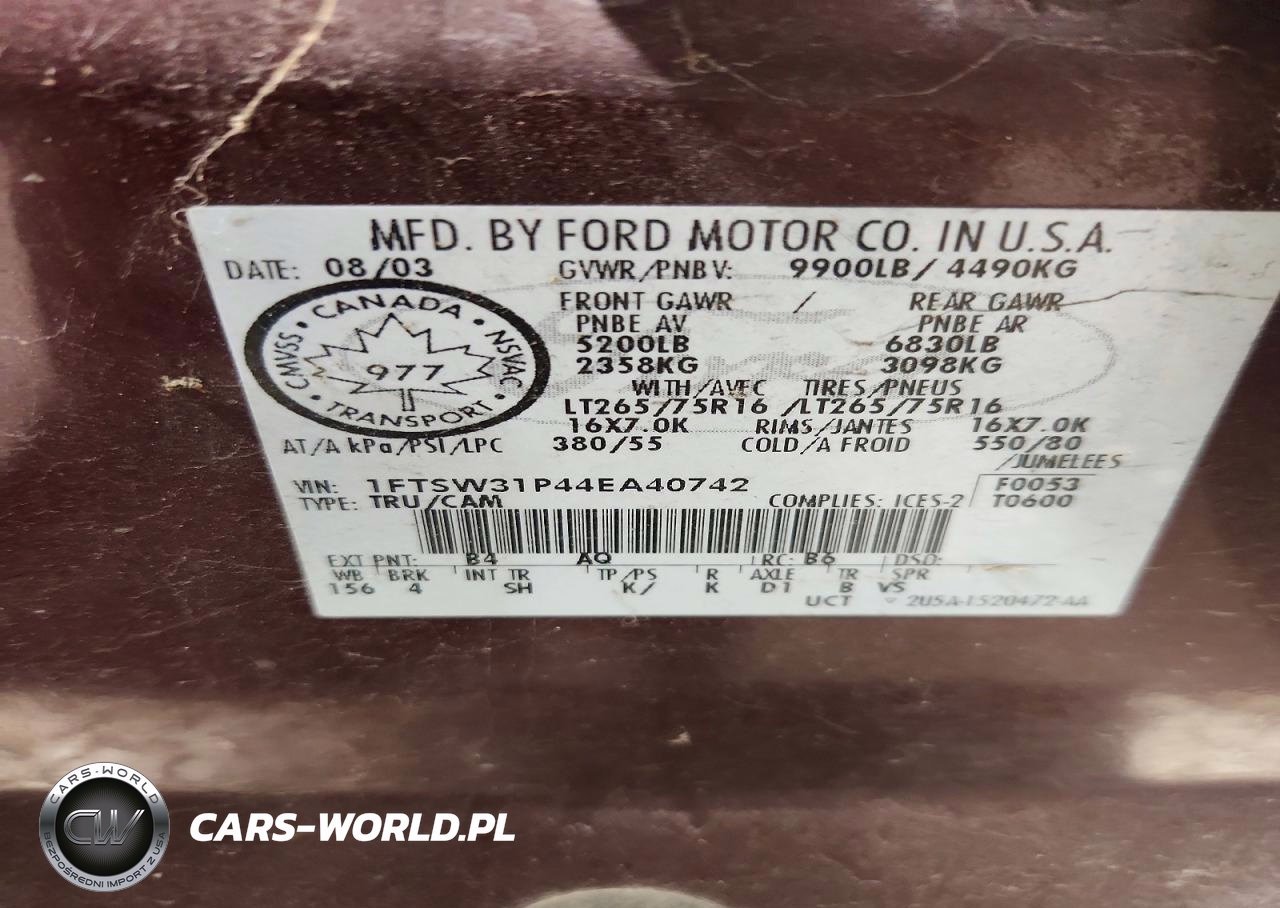 MFD. BY FORD MOTOR CO. IN U.S.A.
DATE: 08/03 GVWR/PNBV: 9900LB/ 4490KG
FRONT GAWR / REAR GAWR
PNBE AV PNBE AR
5200LB 6830LB
2358KG 3098KG
CANADA
CMVSS 977 NSVAC
TRANSPORT
WITH/AVEC TIRES/PNEUS
LT265/75R16 /LT265/75R16
16X7.0K RIMS/JANTES 16X7.0K
AT/A kPa/PSI/LPC 380/55 COLD/A FROID 550/80
/JUMELEES
VIN: 1FTSW31P44EA40742 F0053
TYPE: TRU/CAM COMPLIES: ICES-2 T0600
EXT PNT: B4 AQ RC: B6 DSO:
WB BRK INT TR TP/PS R AXLE TR SPR
156 4 SH K/ K D1 B VS
UCT 2U5A-1520472-AA
CARS-WORLD
CW
BEZPOŚREDNI IMPORT Z USA
CARS-WORLD.PL